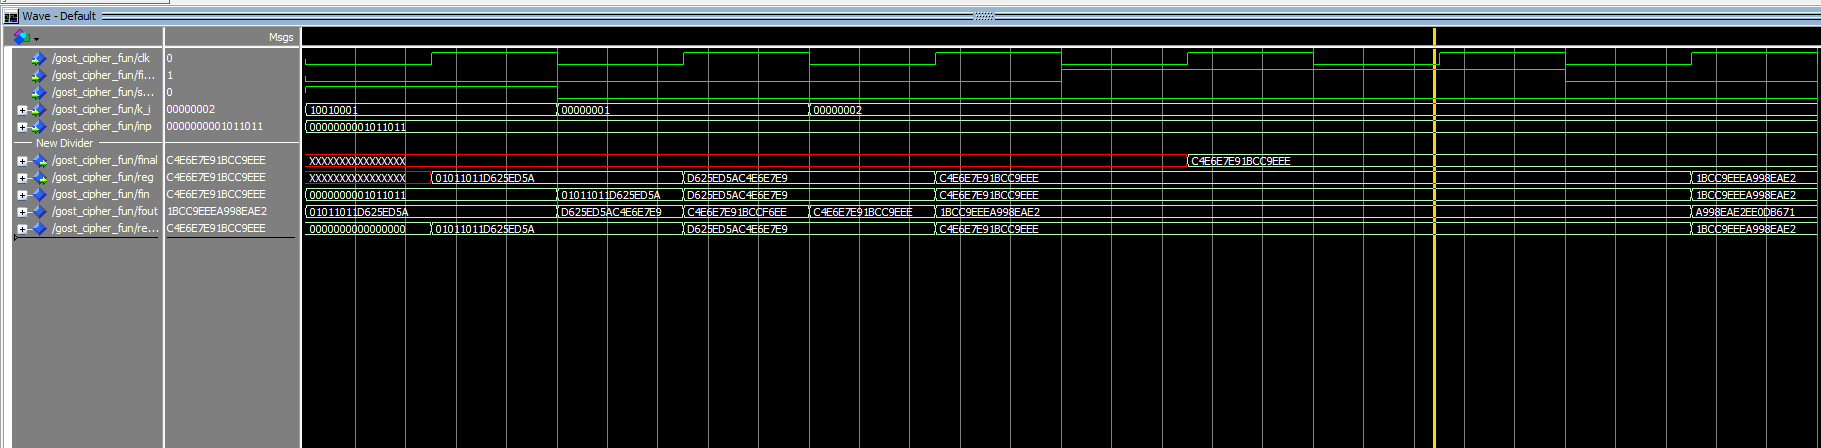 Wave - Default
Msgs
/gost_cipher_fun/clk 0
/gost_cipher_fun/fi... 1
/gost_cipher_fun/s... 0
/gost_cipher_fun/k_i 00000002 10010001 00000001 00000002
/gost_cipher_fun/inp 0000000001011011 0000000001011011
New Divider
/gost_cipher_fun/final C4E6E7E91BCC9EEE XXXXXXXXXXXXXXXX C4E6E7E91BCC9EEE
/gost_cipher_fun/reg C4E6E7E91BCC9EEE XXXXXXXXXXXXXXXX 01011011D625ED5A D625ED5AC4E6E7E9 C4E6E7E91BCC9EEE 1BCC9EEEA998EAE2
/gost_cipher_fun/fin C4E6E7E91BCC9EEE 0000000001011011 01011011D625ED5A D625ED5AC4E6E7E9 C4E6E7E91BCC9EEE 1BCC9EEEA998EAE2
/gost_cipher_fun/fout 1BCC9EEEA998EAE2 01011011D625ED5A D625ED5AC4E6E7E9 C4E6E7E91BCCF6EE C4E6E7E91BCC9EEE 1BCC9EEEA998EAE2 A998EAE2EE0DB671
/gost_cipher_fun/re... C4E6E7E91BCC9EEE 0000000000000000 01011011D625ED5A D625ED5AC4E6E7E9 C4E6E7E91BCC9EEE 1BCC9EEEA998EAE2